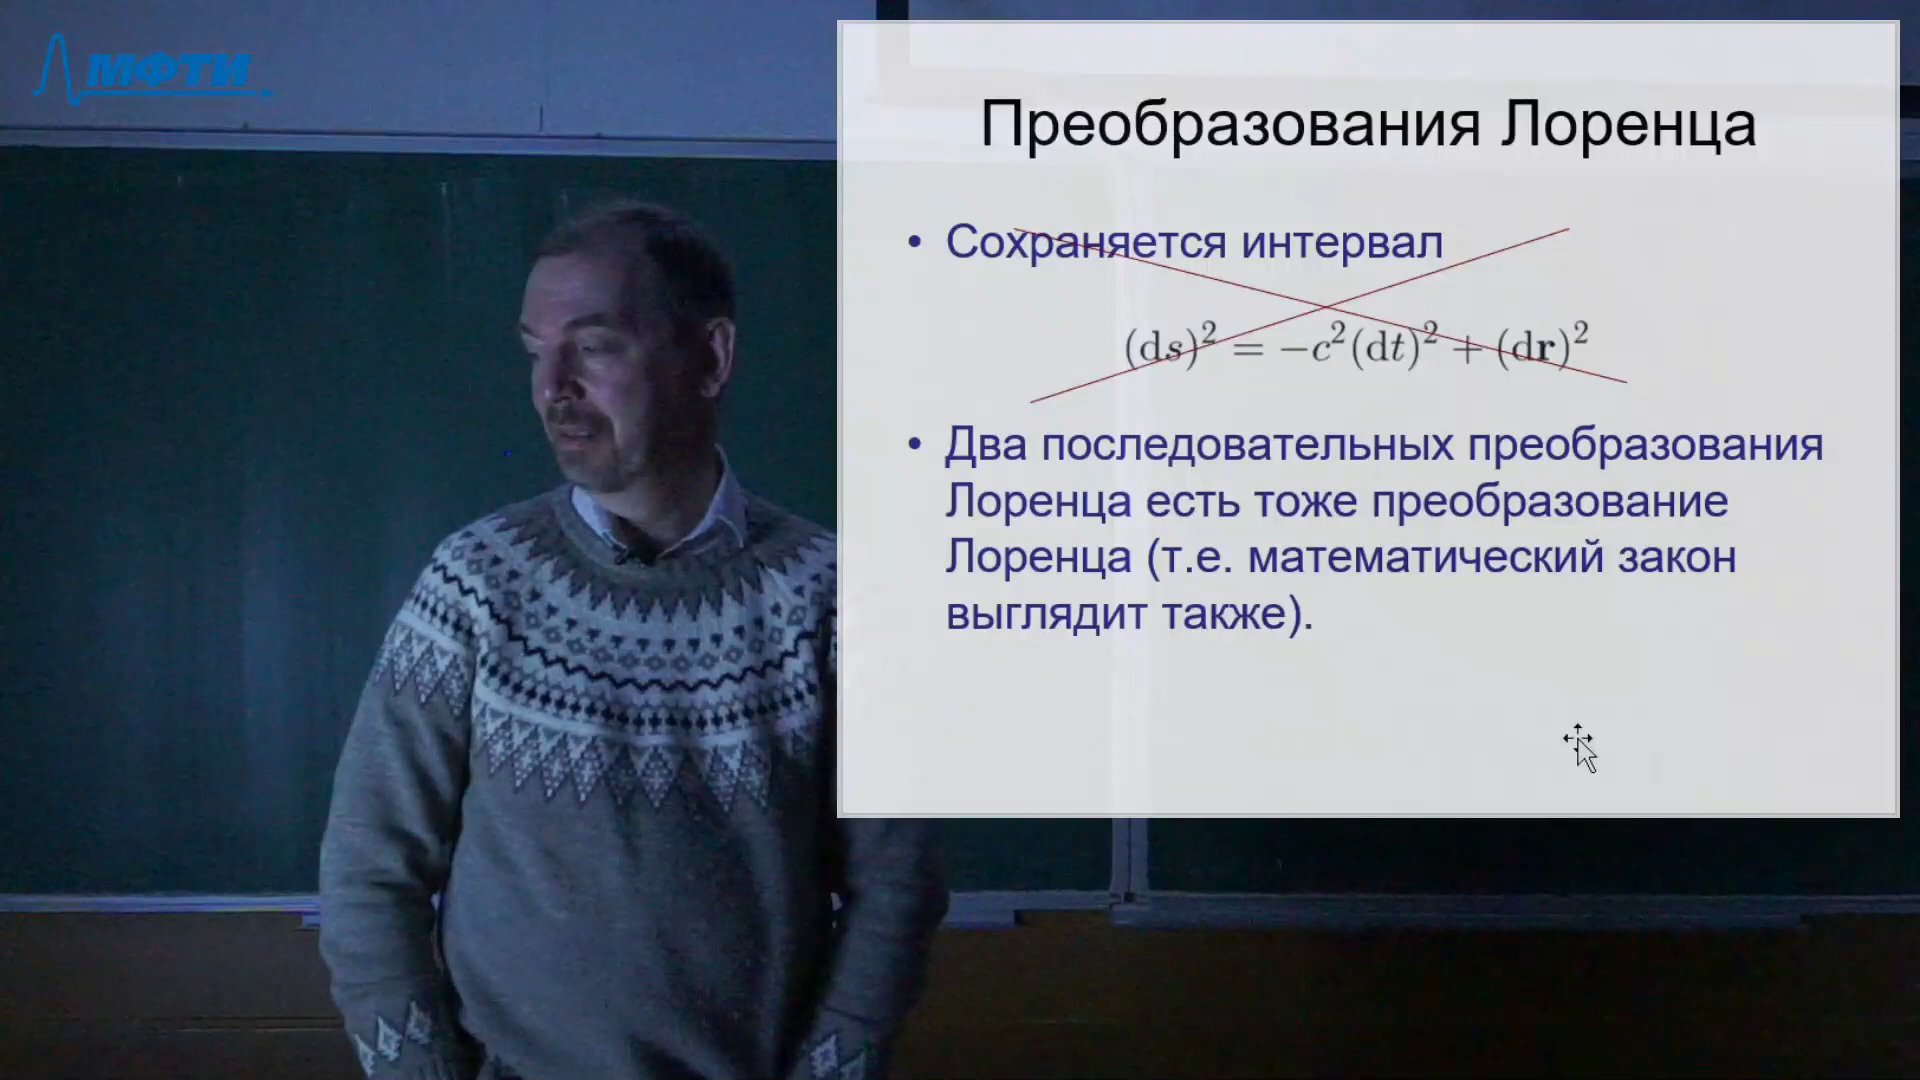 МФТИ
Преобразования Лоренца
• Сохраняется интервал
(ds)² = −c²(dt)² + (dr)²
• Два последовательных преобразования
Лоренца есть тоже преобразование
Лоренца (т.е. математический закон
выглядит также).